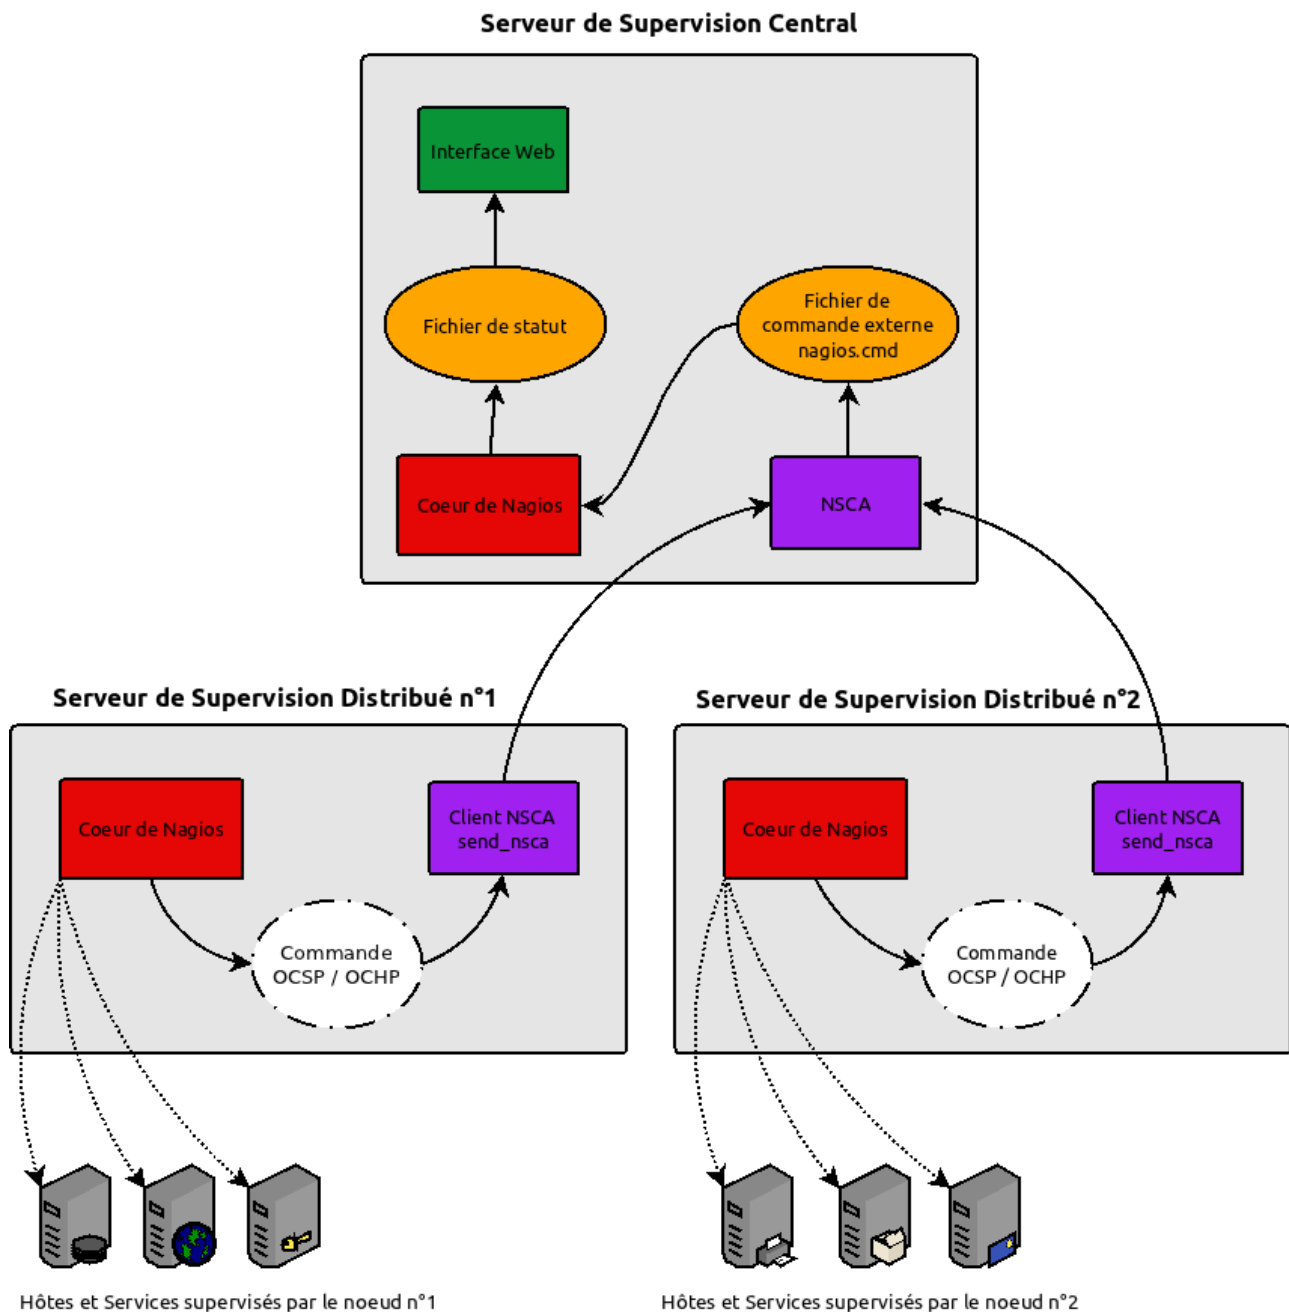 Serveur de Supervision Central
Interface Web
Fichier de statut
Fichier de
commande externe
nagios.cmd
Coeur de Nagios
NSCA
Serveur de Supervision Distribué n°1
Coeur de Nagios
Client NSCA
send_nsca
Commande
OCSP / OCHP
Hôtes et Services supervisés par le noeud n°1
Serveur de Supervision Distribué n°2
Coeur de Nagios
Client NSCA
send_nsca
Commande
OCSP / OCHP
Hôtes et Services supervisés par le noeud n°2